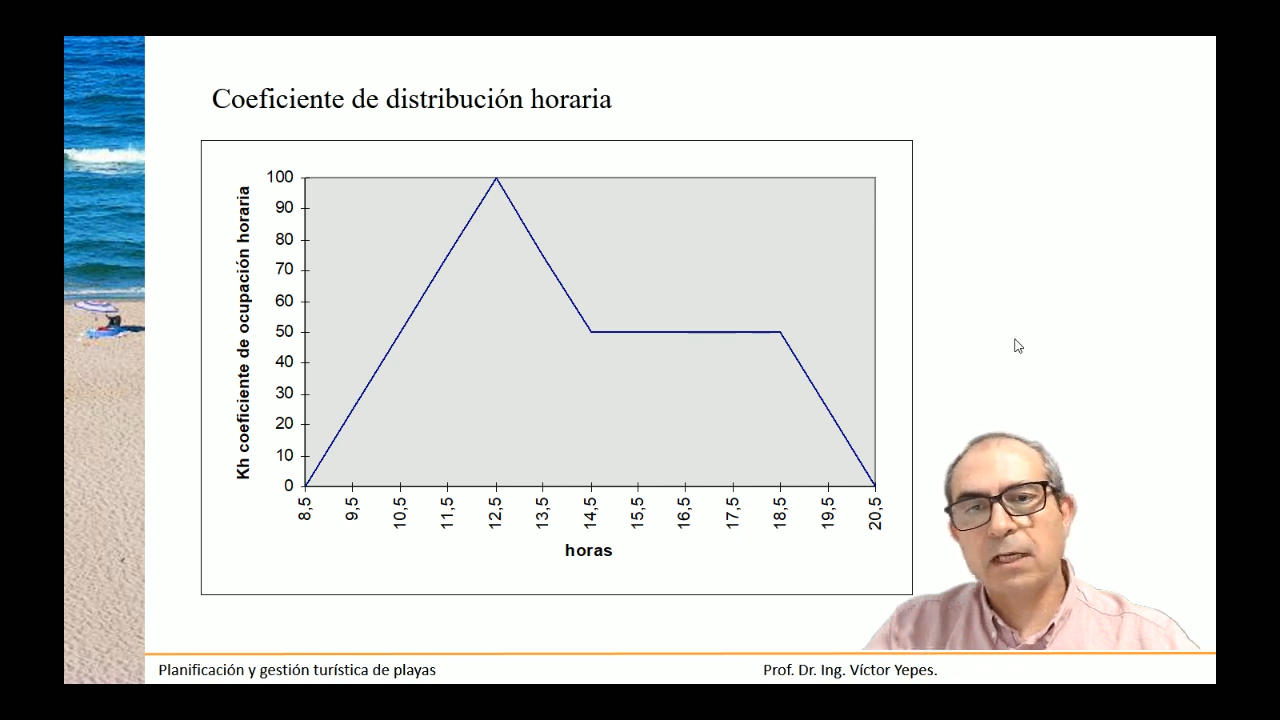 Coeficiente de distribución horaria
Kh coeficiente de ocupación horaria
100
90
80
70
60
50
40
30
20
10
0
8,5 9,5 10,5 11,5 12,5 13,5 14,5 15,5 16,5 17,5 18,5 19,5 20,5
horas
Planificación y gestión turística de playas Prof. Dr. Ing. Víctor Yepes.